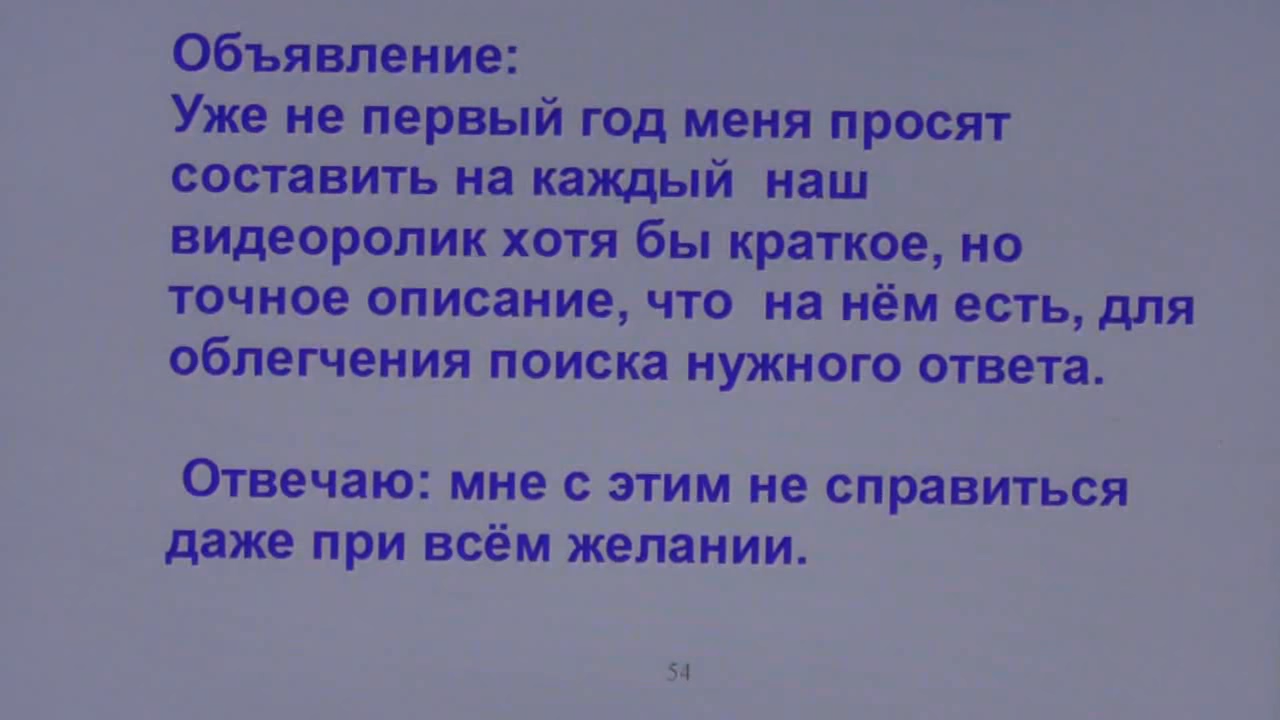 Объявление:
Уже не первый год меня просят
составить на каждый  наш
видеоролик хотя бы краткое, но
точное описание, что  на нём есть, для
облегчения поиска нужного ответа.
Отвечаю: мне с этим не справиться
даже при всём желании.
54